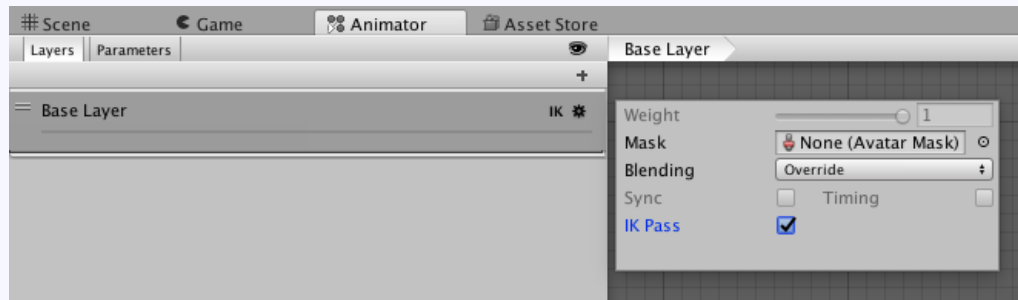 Scene Game Animator Asset Store
Layers Parameters Base Layer
+
Base Layer IK
Weight 1
Mask None (Avatar Mask)
Blending Override
Sync Timing
IK Pass